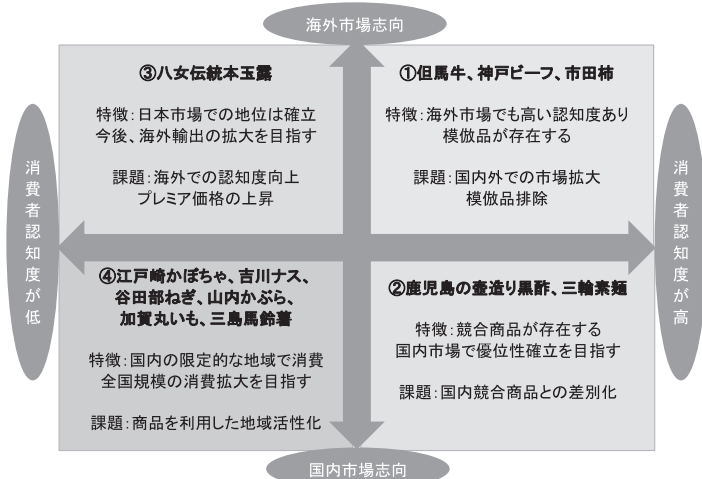 海外市場志向
③八女伝統本玉露
特徴：日本市場での地位は確立
今後、海外輸出の拡大を目指す
課題：海外での認知度向上
プレミア価格の上昇
①但馬牛、神戸ビーフ、市田柿
特徴：海外市場でも高い認知度あり
模倣品が存在する
課題：国内外での市場拡大
模倣品排除
消費者認知度が低
消費者認知度が高
④江戸崎かぼちゃ、吉川ナス、
谷田部ねぎ、山内かぶら、
加賀丸いも、三島馬鈴薯
特徴：国内の限定的な地域で消費
全国規模の消費拡大を目指す
課題：商品を利用した地域活性化
②鹿児島の壺造り黒酢、三輪素麺
特徴：競合商品が存在する
国内市場で優位性確立を目指す
課題：国内競合商品との差別化
国内市場志向